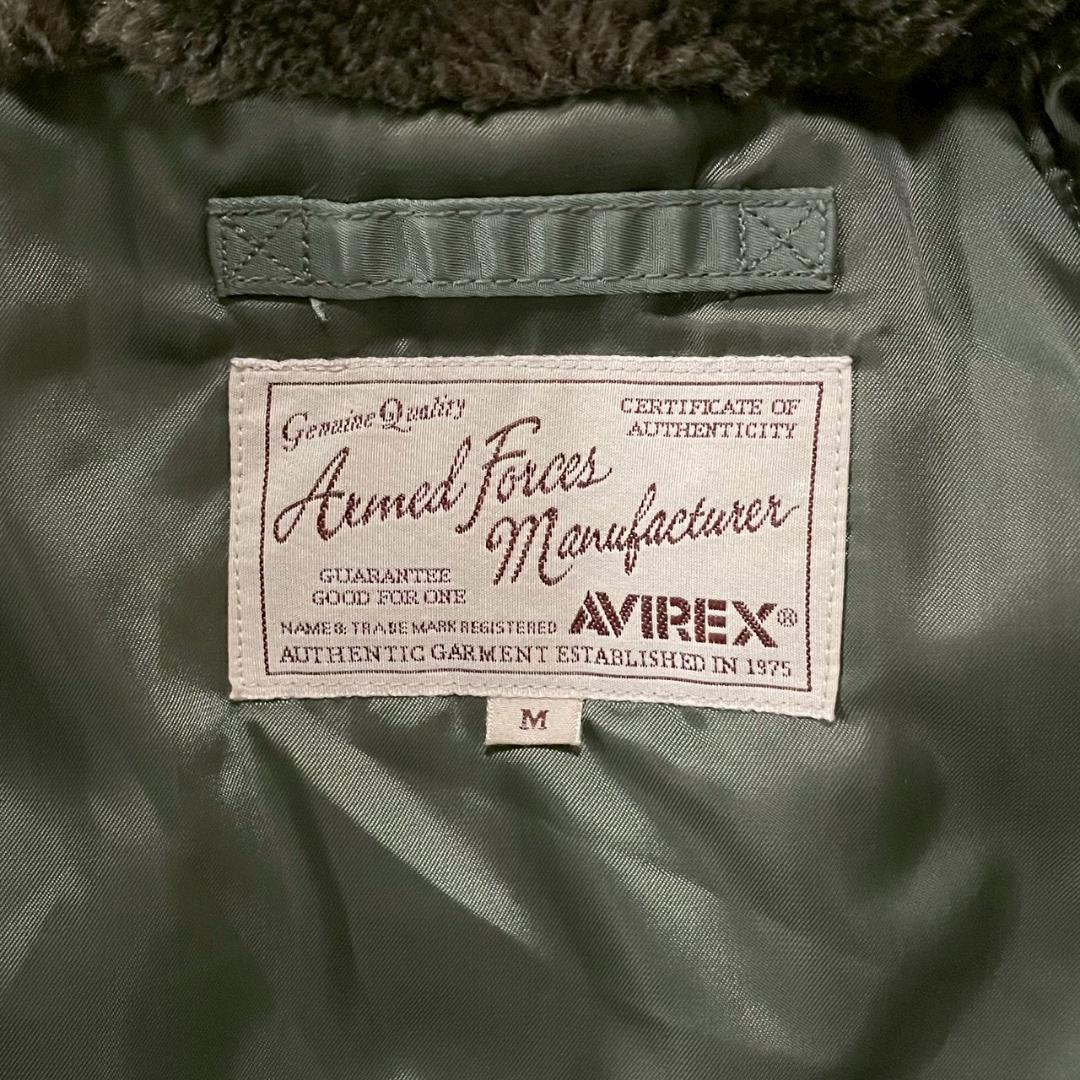 Genuine Quality
CERTIFICATE OF
AUTHENTICITY
Armed Forces
Manufacturer
GUARANTEE
GOOD FOR ONE
NAME & TRADE MARK REGISTERED
AVIREX®
AUTHENTIC GARMENT ESTABLISHED IN 1975
M